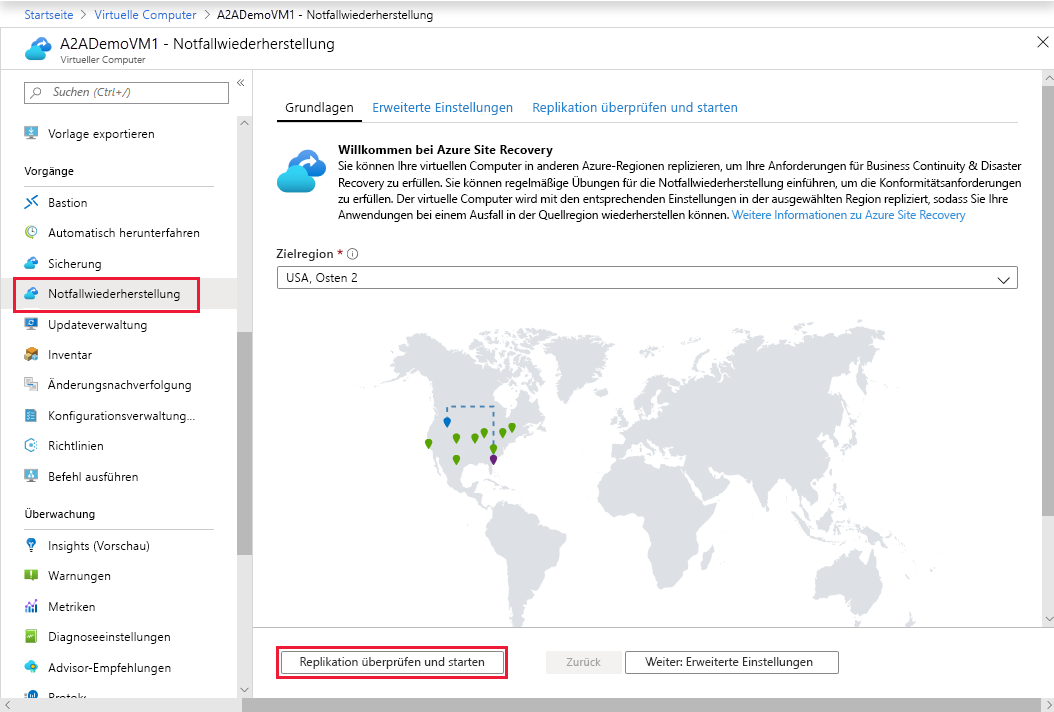 Startseite > Virtuelle Computer > A2ADemoVM1 - Notfallwiederherstellung
A2ADemoVM1 - Notfallwiederherstellung
Virtueller Computer
Suchen (Ctrl+/)
«
Vorlage exportieren
Vorgänge
Bastion
Automatisch herunterfahren
Sicherung
Notfallwiederherstellung
Updateverwaltung
Inventar
Änderungsnachverfolgung
Konfigurationsverwaltung...
Richtlinien
Befehl ausführen
Überwachung
Insights (Vorschau)
Warnungen
Metriken
Diagnoseeinstellungen
Advisor-Empfehlungen
Grundlagen Erweiterte Einstellungen Replikation überprüfen und starten
Willkommen bei Azure Site Recovery
Sie können Ihre virtuellen Computer in anderen Azure-Regionen replizieren, um Ihre Anforderungen für Business Continuity & Disaster
Recovery zu erfüllen. Sie können regelmäßige Übungen für die Notfallwiederherstellung einführen, um die Konformitätsanforderungen
zu erfüllen. Der virtuelle Computer wird mit den entsprechenden Einstellungen in der ausgewählten Region repliziert, sodass Sie Ihre
Anwendungen bei einem Ausfall in der Quellregion wiederherstellen können. Weitere Informationen zu Azure Site Recovery
Zielregion *
USA, Osten 2
Replikation überprüfen und starten
Zurück
Weiter: Erweiterte Einstellungen